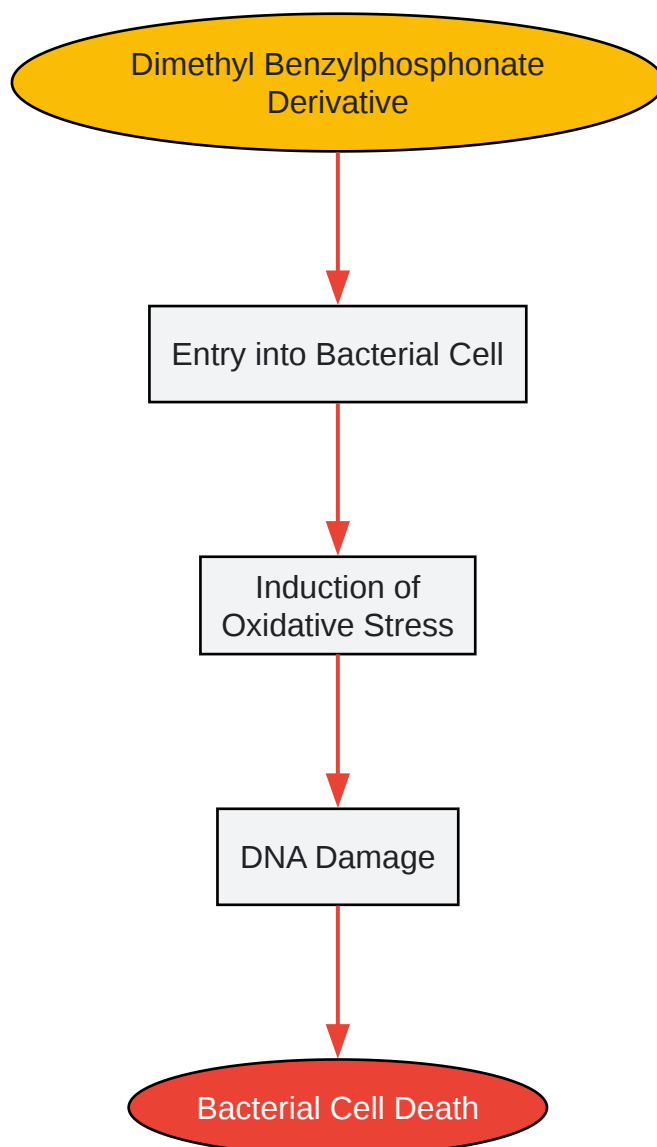 Dimethyl Benzylphosphonate
Derivative
Entry into Bacterial Cell
Induction of
Oxidative Stress
DNA Damage
Bacterial Cell Death